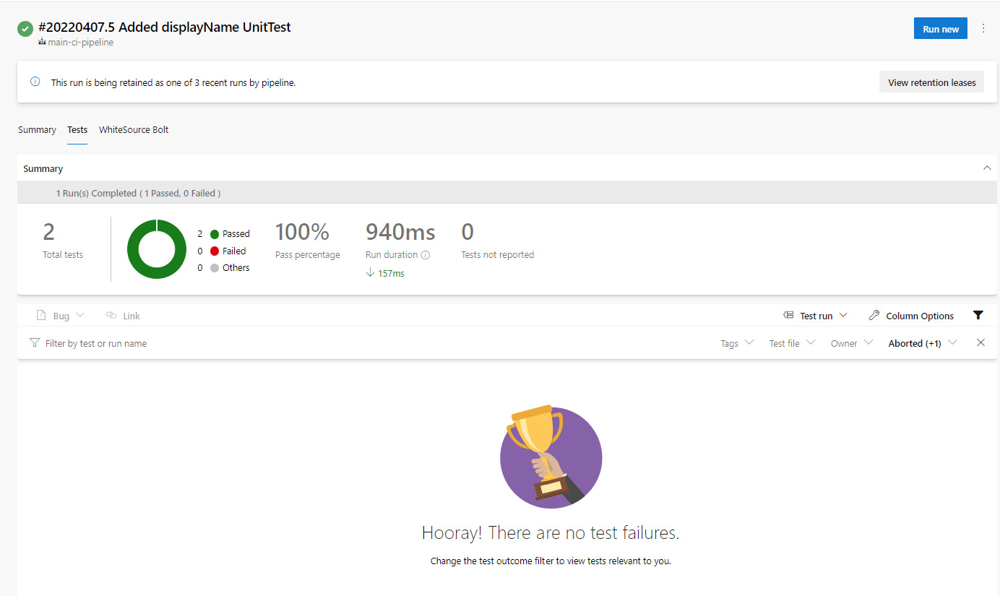 #20220407.5 Added displayName UnitTest
Run new
main-ci-pipeline
This run is being retained as one of 3 recent runs by pipeline.
View retention leases
Summary Tests WhiteSource Bolt
Summary
1 Run(s) Completed ( 1 Passed, 0 Failed )
2
Total tests
2 Passed
0 Failed
0 Others
100%
Pass percentage
940ms
Run duration
157ms
0
Tests not reported
Bug Link Test run Column Options
Filter by test or run name Tags Test file Owner Aborted (+1)
Hooray! There are no test failures.
Change the test outcome filter to view tests relevant to you.